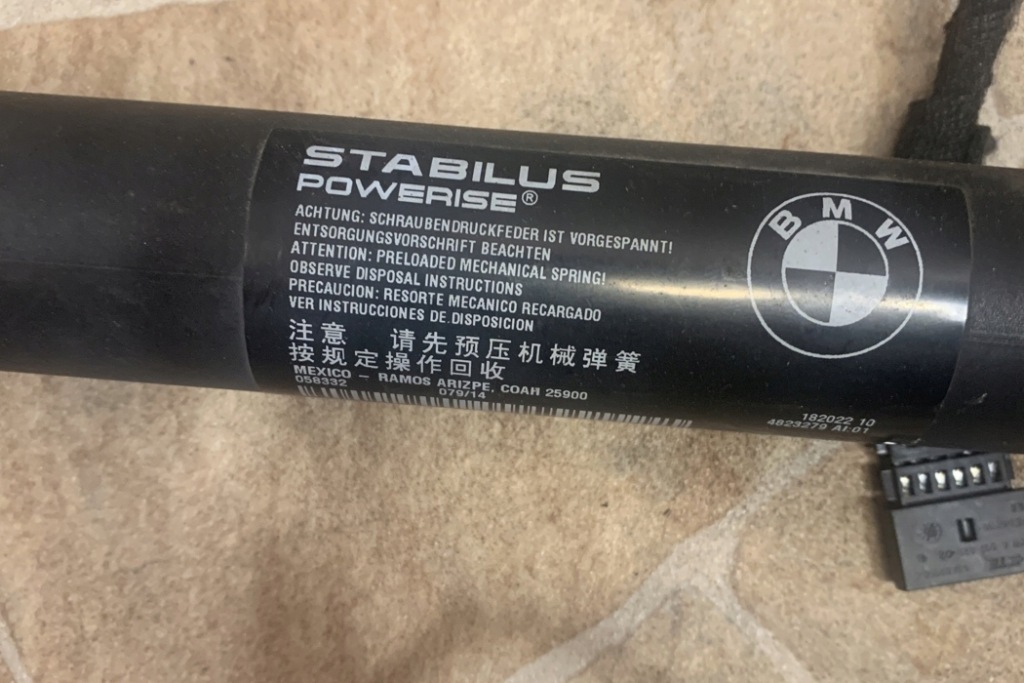 STABILUS
POWERISE®
ACHTUNG: SCHRAUBENDRUCKFEDER IST VORGESPANNT!
ENTSORGUNGSVORSCHRIFT BEACHTEN
ATTENTION: PRELOADED MECHANICAL SPRING!
OBSERVE DISPOSAL INSTRUCTIONS
PRECAUCION: RESORTE MECANICO RECARGADO
VER INSTRUCCIONES DE DISPOSICION
注意 请先预压机械弹簧
按规定操作回收
MEXICO - RAMOS ARIZPE, COAH 25900
058332 079/14
BMW
182022 10
4823279 AI:01